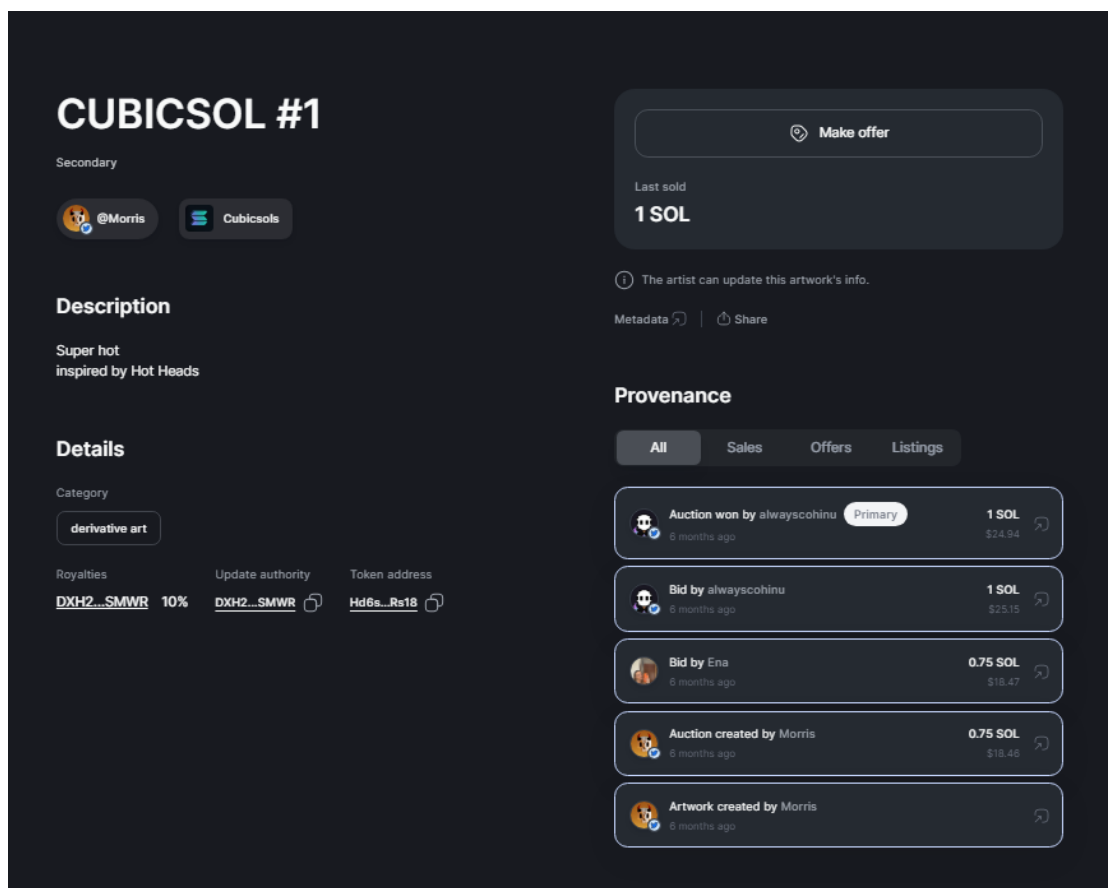 CUBICSOL #1
Secondary
@Morris
Cubicsols
Description
Super hot
inspired by Hot Heads
Details
Category
derivative art
Royalties
DXH2...SMWR 10%
Update authority
DXH2...SMWR
Token address
Hd6s...Rs18
Make offer
Last sold
1 SOL
The artist can update this artwork's info.
Metadata
Share
Provenance
All
Sales
Offers
Listings
Auction won by alwayscohinu Primary
6 months ago
1 SOL
$24.94
Bid by alwayscohinu
6 months ago
1 SOL
$25.15
Bid by Ena
6 months ago
0.75 SOL
$18.47
Auction created by Morris
6 months ago
0.75 SOL
$18.46
Artwork created by Morris
6 months ago